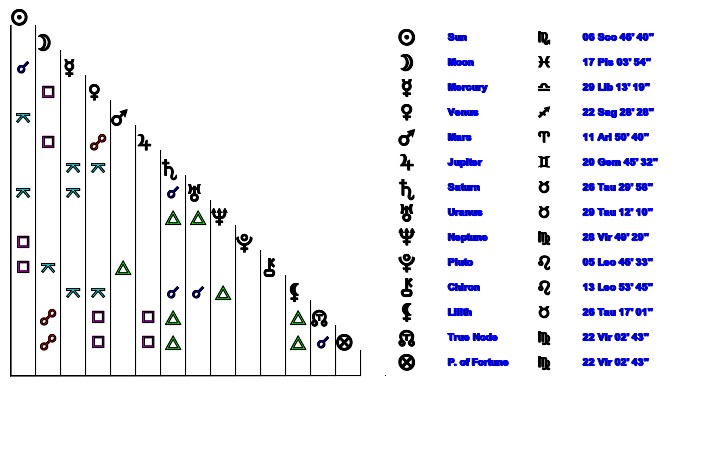 Sun 06 Sco 46' 40"
Moon 17 Pis 03' 54"
Mercury 29 Lib 13' 19"
Venus 22 Sag 28' 28"
Mars 11 Ari 50' 40"
Jupiter 20 Gem 45' 32"
Saturn 26 Tau 29' 58"
Uranus 29 Tau 12' 10"
Neptune 28 Vir 49' 29"
Pluto 05 Leo 46' 33"
Chiron 13 Leo 53' 45"
Lilith 26 Tau 17' 01"
True Node 22 Vir 02' 43"
P. of Fortune 22 Vir 02' 43"